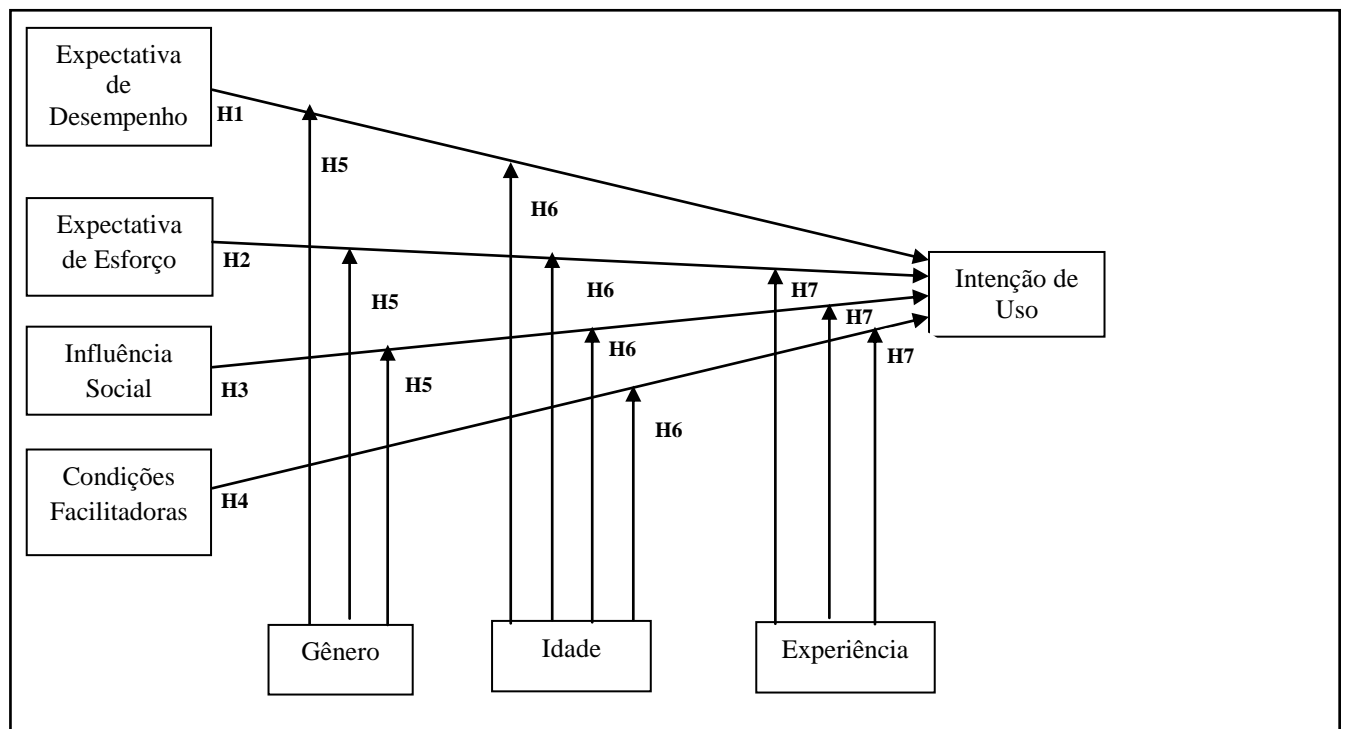 Expectativa
de
Desempenho
H1
H5
H6
Expectativa
de Esforço
H2
H5
H6
H7
Intenção de
Uso
Influência
Social
H3
H5
H6
H7
Condições
Facilitadoras
H4
H6
H7
Gênero
Idade
Experiência